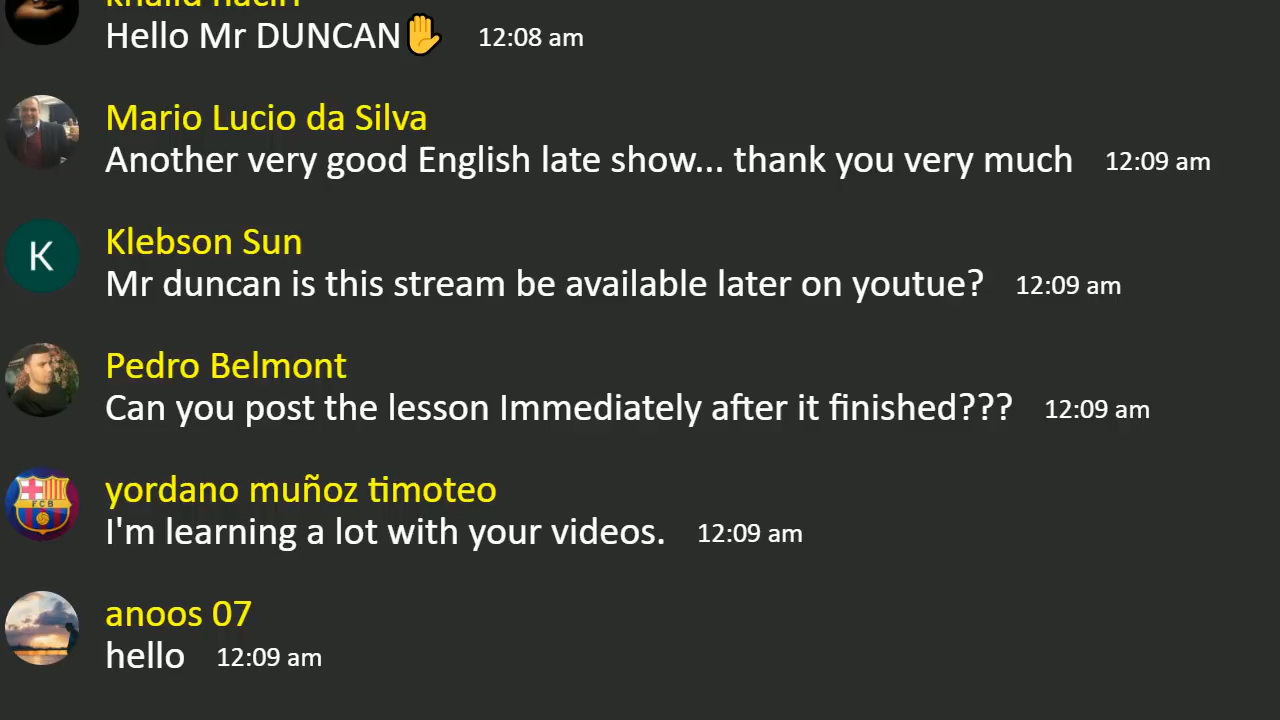 Hello Mr DUNCAN✋ 12:08 am
Mario Lucio da Silva
Another very good English late show... thank you very much 12:09 am
K
Klebson Sun
Mr duncan is this stream be available later on youtue? 12:09 am
Pedro Belmont
Can you post the lesson Immediately after it finished??? 12:09 am
FCB
yordano muñoz timoteo
I'm learning a lot with your videos. 12:09 am
anoos 07
hello 12:09 am